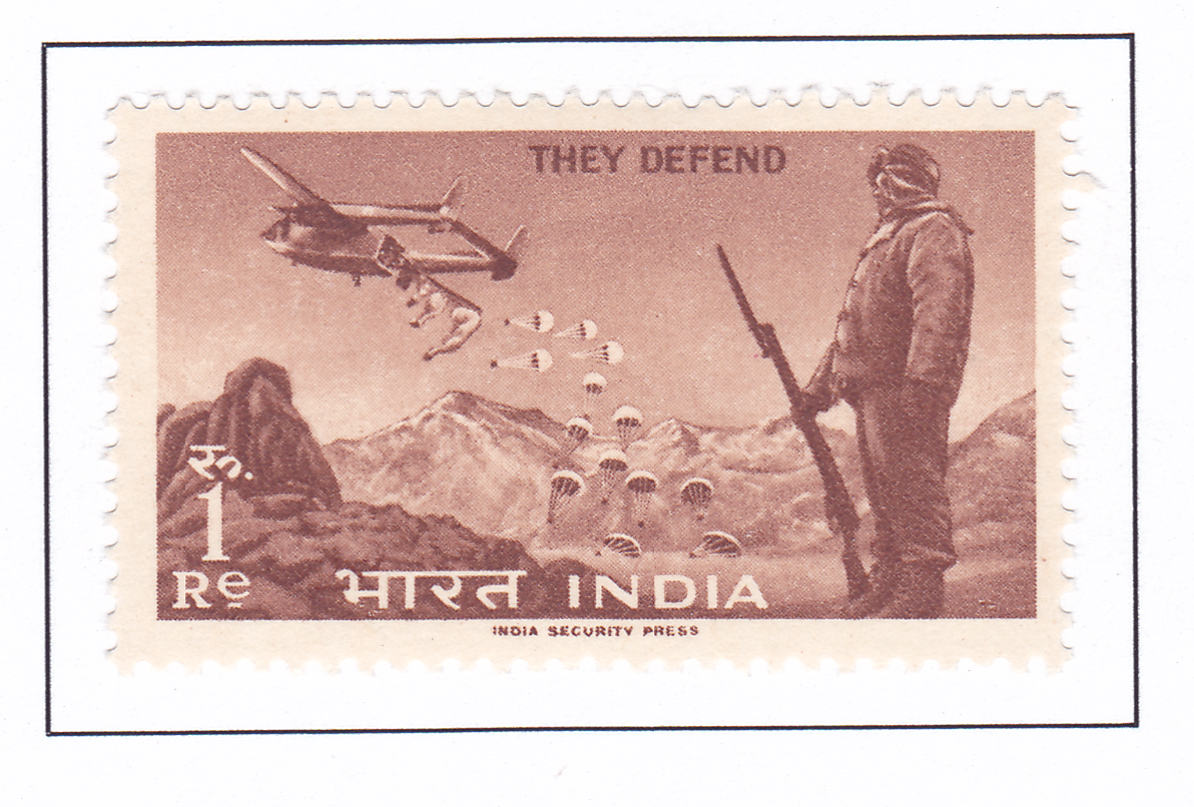 THEY DEFEND
रु.
1
Re
भारत INDIA
INDIA SECURITY PRESS